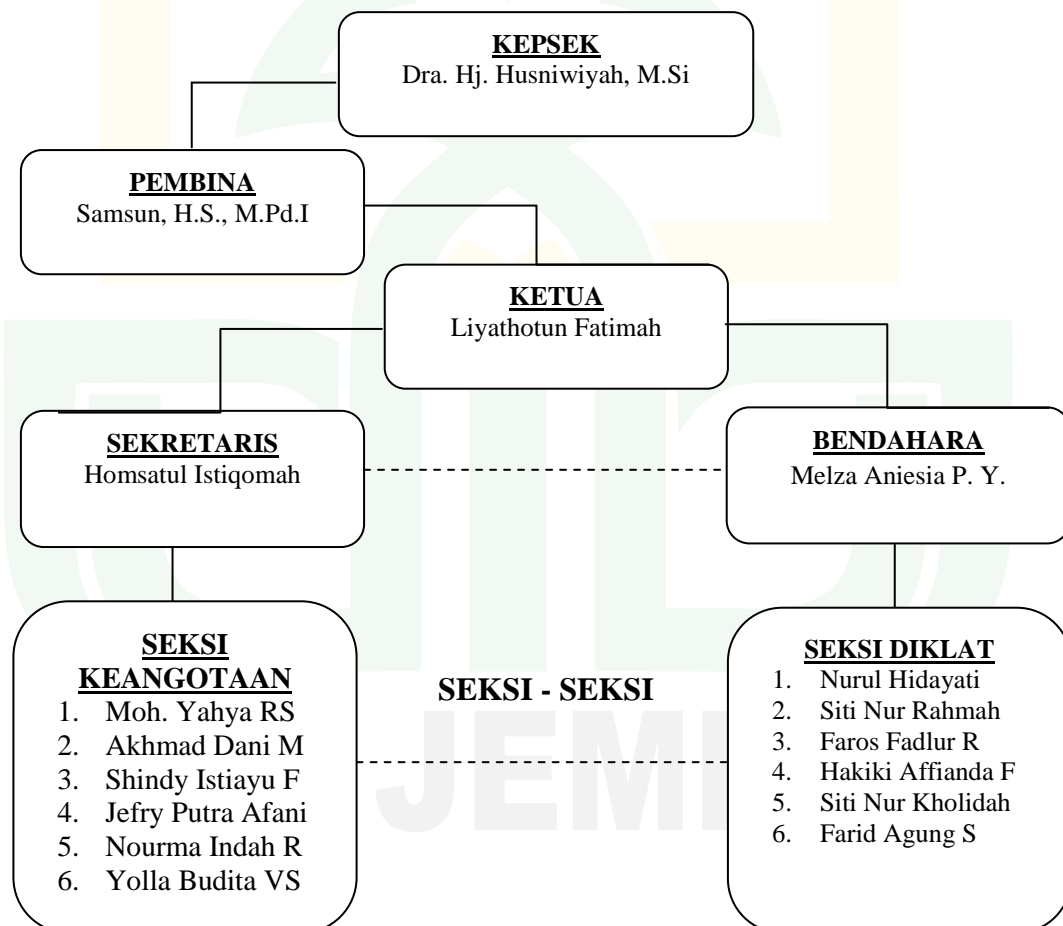 KEPSEK
Dra. Hj. Husniwiyah, M.Si
PEMBINA
Samsun, H.S., M.Pd.I
KETUA
Liyathotun Fatimah
SEKRETARIS
Homsatul Istiqomah
BENDAHARA
Melza Aniesia P. Y.
SEKSI
KEANGOTAAN
1. Moh. Yahya RS
2. Akhmad Dani M
3. Shindy Istiayu F
4. Jefry Putra Afani
5. Nourma Indah R
6. Yolla Budita VS
SEKSI - SEKSI
SEKSI DIKLAT
1. Nurul Hidayati
2. Siti Nur Rahmah
3. Faros Fadlur R
4. Hakiki Affianda F
5. Siti Nur Kholidah
6. Farid Agung S